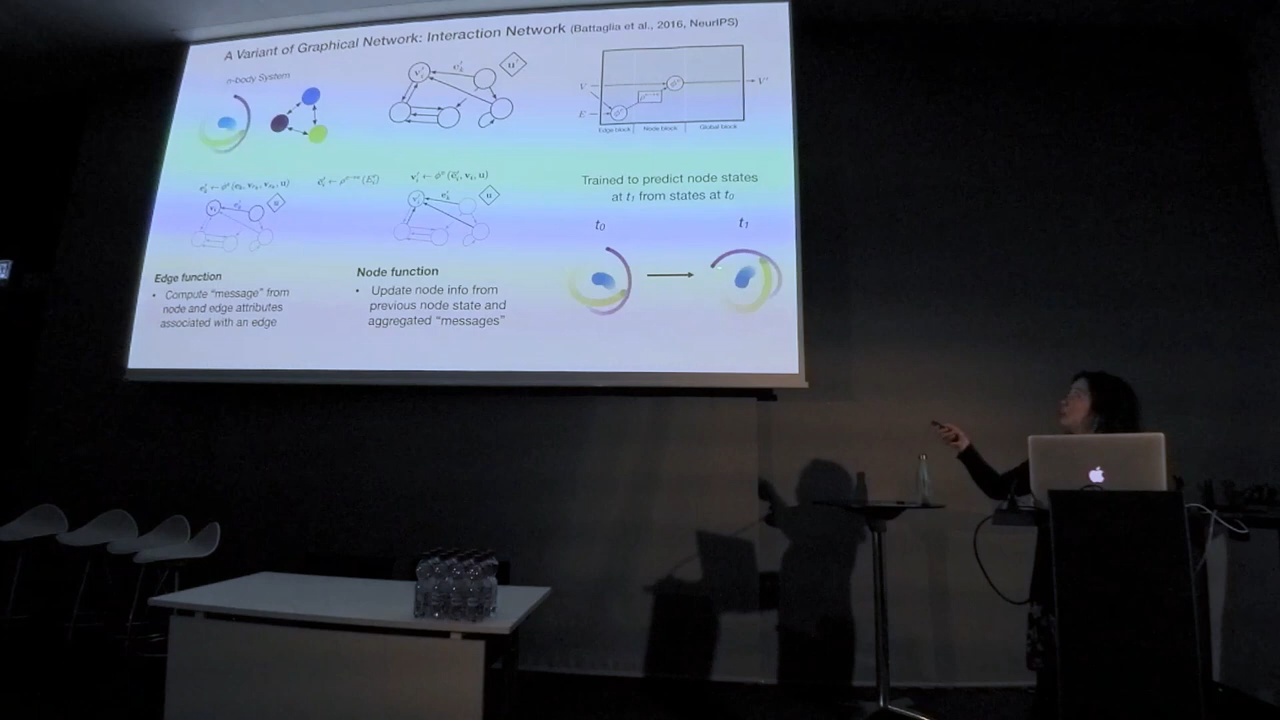 A Variant of Graphical Network: Interaction Network (Battaglia et al., 2016, NeurIPS)
n-body System
Edge block
Node block
Global block
V
E
V'
Trained to predict node states
at t₁ from states at t₀
t₀
t₁
Edge function
• Compute “message” from
node and edge attributes
associated with an edge
Node function
• Update node info from
previous node state and
aggregated “messages”